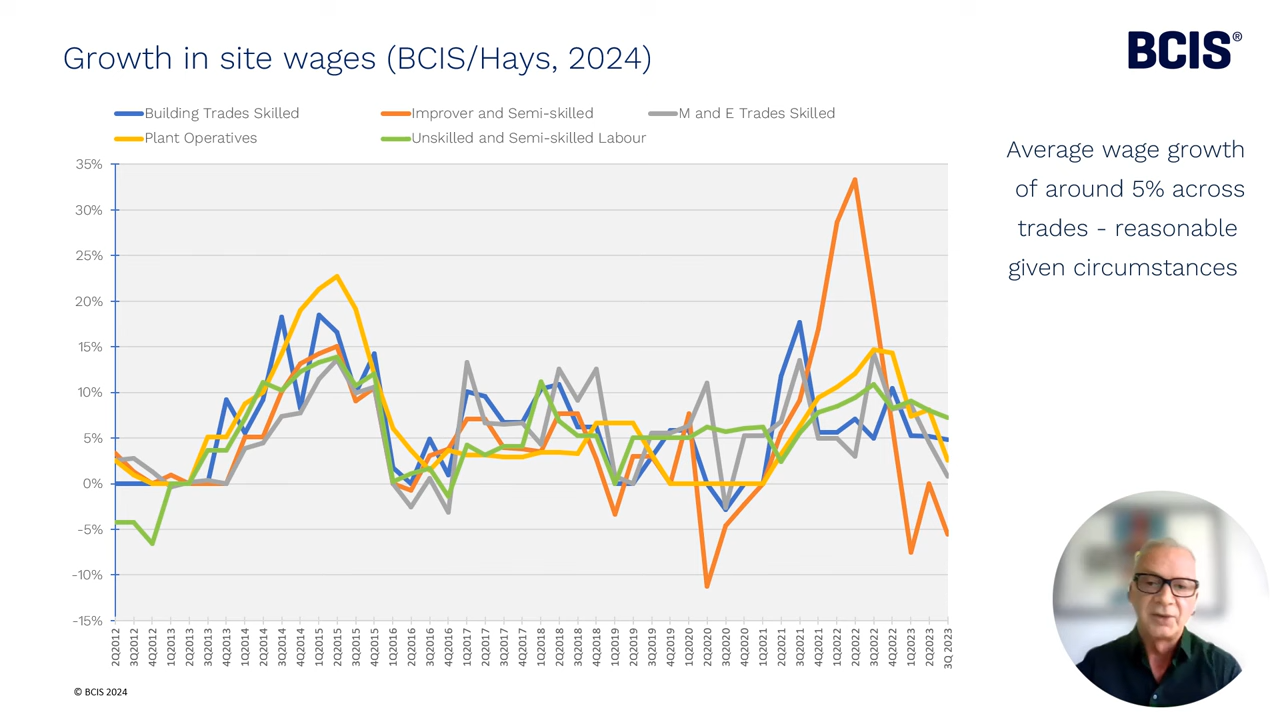 Growth in site wages (BCIS/Hays, 2024)
BCIS®
Building Trades Skilled
Improver and Semi-skilled
M and E Trades Skilled
Plant Operatives
Unskilled and Semi-skilled Labour
Average wage growth
of around 5% across
trades - reasonable
given circumstances
35%
30%
25%
20%
15%
10%
5%
0%
-5%
-10%
-15%
2Q2012
3Q2012
4Q2012
1Q2013
2Q2013
3Q2013
4Q2013
1Q2014
2Q2014
3Q2014
4Q2014
1Q2015
2Q2015
3Q2015
4Q2015
1Q2016
2Q2016
3Q2016
4Q2016
1Q2017
2Q2017
3Q2017
4Q2017
1Q2018
2Q2018
3Q2018
4Q2018
1Q2019
2Q2019
3Q2019
4Q2019
1Q2020
2Q2020
3Q2020
4Q2020
1Q2021
2Q2021
3Q2021
4Q2021
1Q2022
2Q2022
3Q2022
4Q2022
1Q2023
2Q2023
3Q 2023
© BCIS 2024